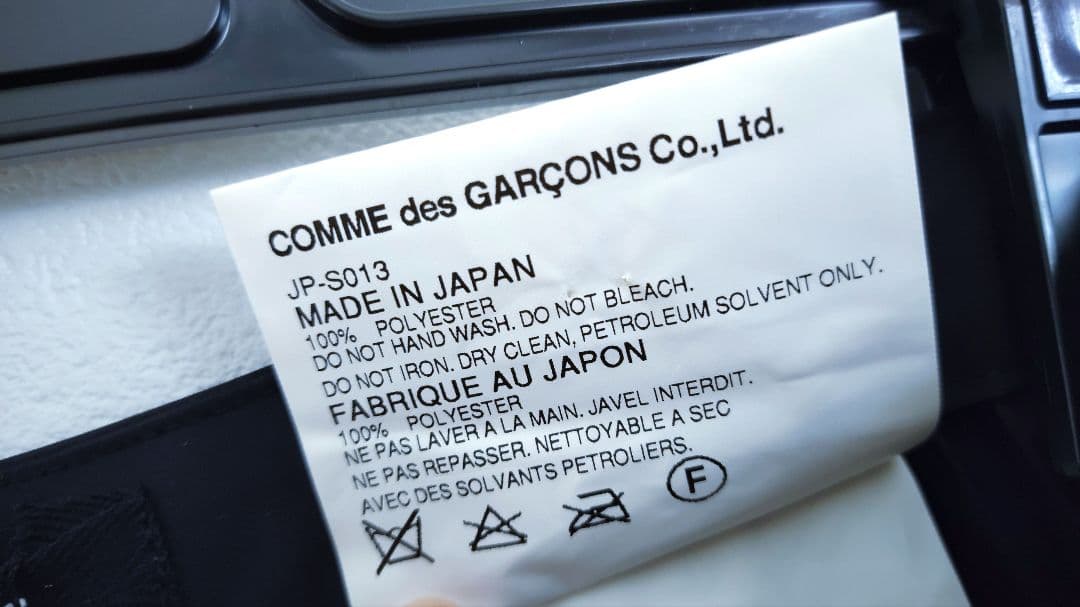 COMME des GARÇONS Co.,Ltd.
JP-S013
MADE IN JAPAN
100% POLYESTER
DO NOT HAND WASH. DO NOT BLEACH.
DO NOT IRON. DRY CLEAN, PETROLEUM SOLVENT ONLY.
FABRIQUE AU JAPON
100% POLYESTER
NE PAS LAVER A LA MAIN. JAVEL INTERDIT.
NE PAS REPASSER. NETTOYABLE A SEC
AVEC DES SOLVANTS PETROLIERS.
F